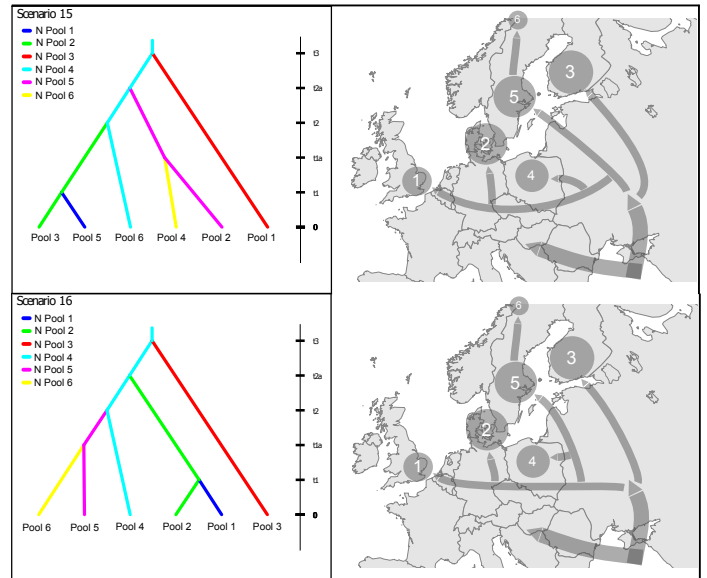 Scenario 15
N Pool 1
N Pool 2
N Pool 3
N Pool 4
N Pool 5
N Pool 6
t3
t2a
t2
t1a
t1
0
Pool 3 Pool 5 Pool 6 Pool 4 Pool 2 Pool 1
6
3
5
2
1
4
Scenario 16
N Pool 1
N Pool 2
N Pool 3
N Pool 4
N Pool 5
N Pool 6
t3
t2a
t2
t1a
t1
0
Pool 6 Pool 5 Pool 4 Pool 2 Pool 1 Pool 3
6
3
5
2
1
4